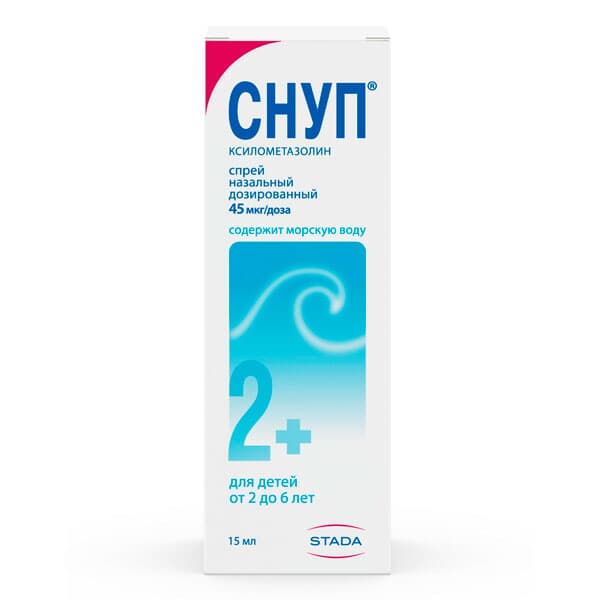 СНУП®
ксилометазолин
спрей
назальный
дозированный
45 мкг/доза
содержит морскую воду
2+
для детей
от 2 до 6 лет
15 мл
STADA